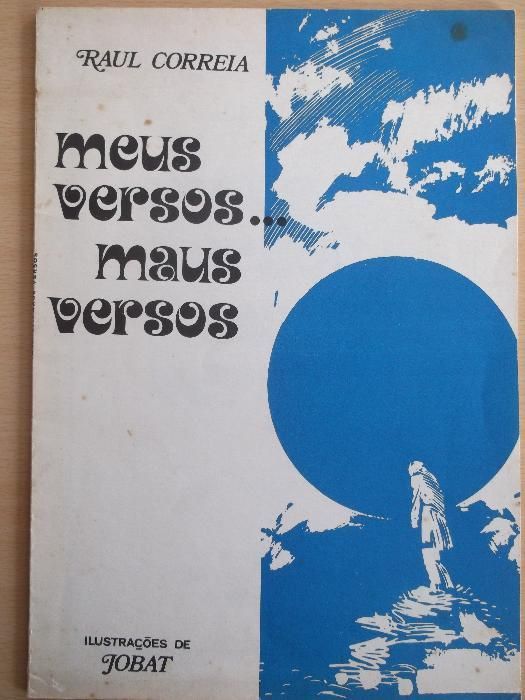 RAUL CORREIA
meus
versos...
maus
versos
ILUSTRAÇÕES DE
JOBAT